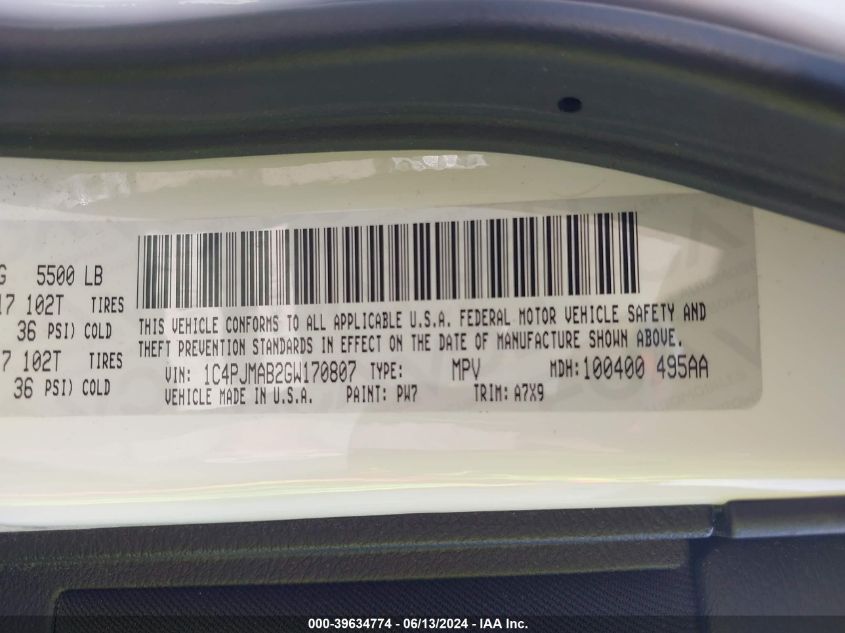 G 5500 LB
17 102T TIRES
36 PSI) COLD
7 102T TIRES
36 PSI) COLD
THIS VEHICLE CONFORMS TO ALL APPLICABLE U.S.A. FEDERAL MOTOR VEHICLE SAFETY AND
THEFT PREVENTION STANDARDS IN EFFECT ON THE DATE OF MANUFACTURE SHOWN ABOVE.
VIN: 1C4PJMAB2GW170807 TYPE: MPV MDH: 100400 495AA
VEHICLE MADE IN U.S.A. PAINT: PW7 TRIM: A7X9
000-39634774 - 06/13/2024 - IAA Inc.